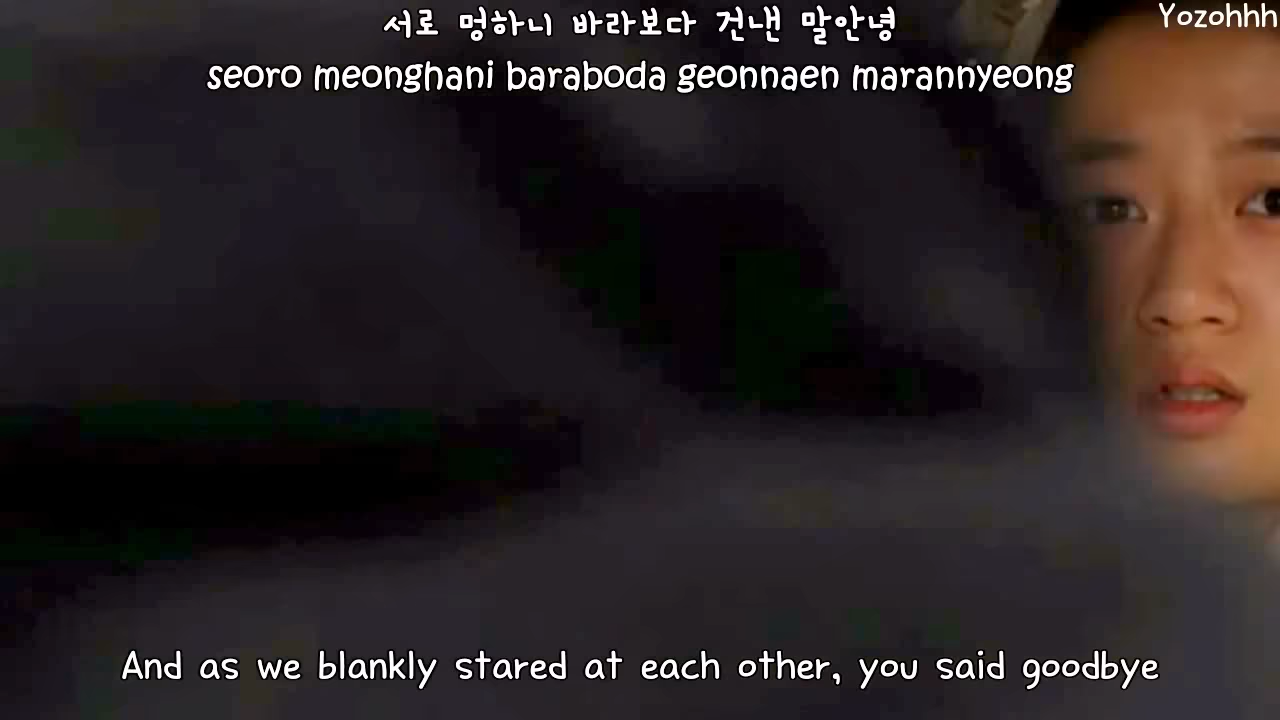 서로 멍하니 바라보다 건낸 말안녕
Yozohhh
seoro meonghani baraboda geonnaen marannyeong
And as we blankly stared at each other, you said goodbye